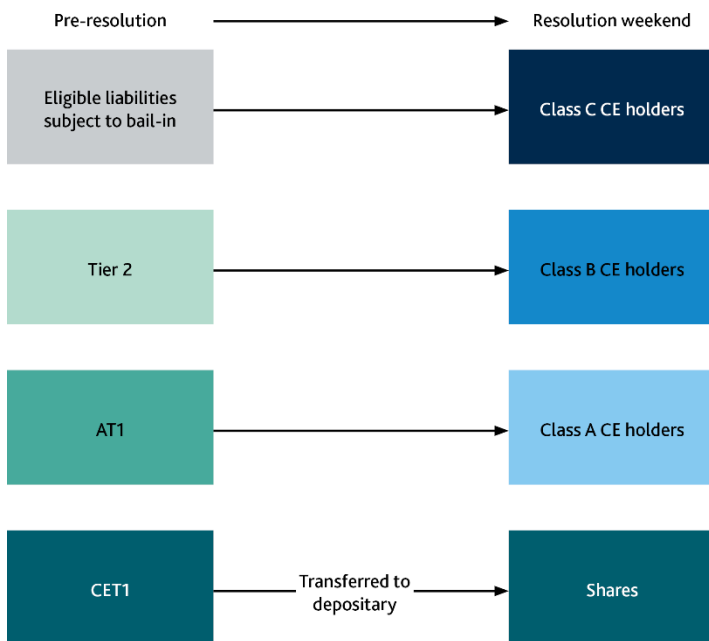 Pre-resolution
Resolution weekend
Eligible liabilities
subject to bail-in
Class C CE holders
Tier 2
Class B CE holders
AT1
Class A CE holders
CET1
Transferred to
depositary
Shares